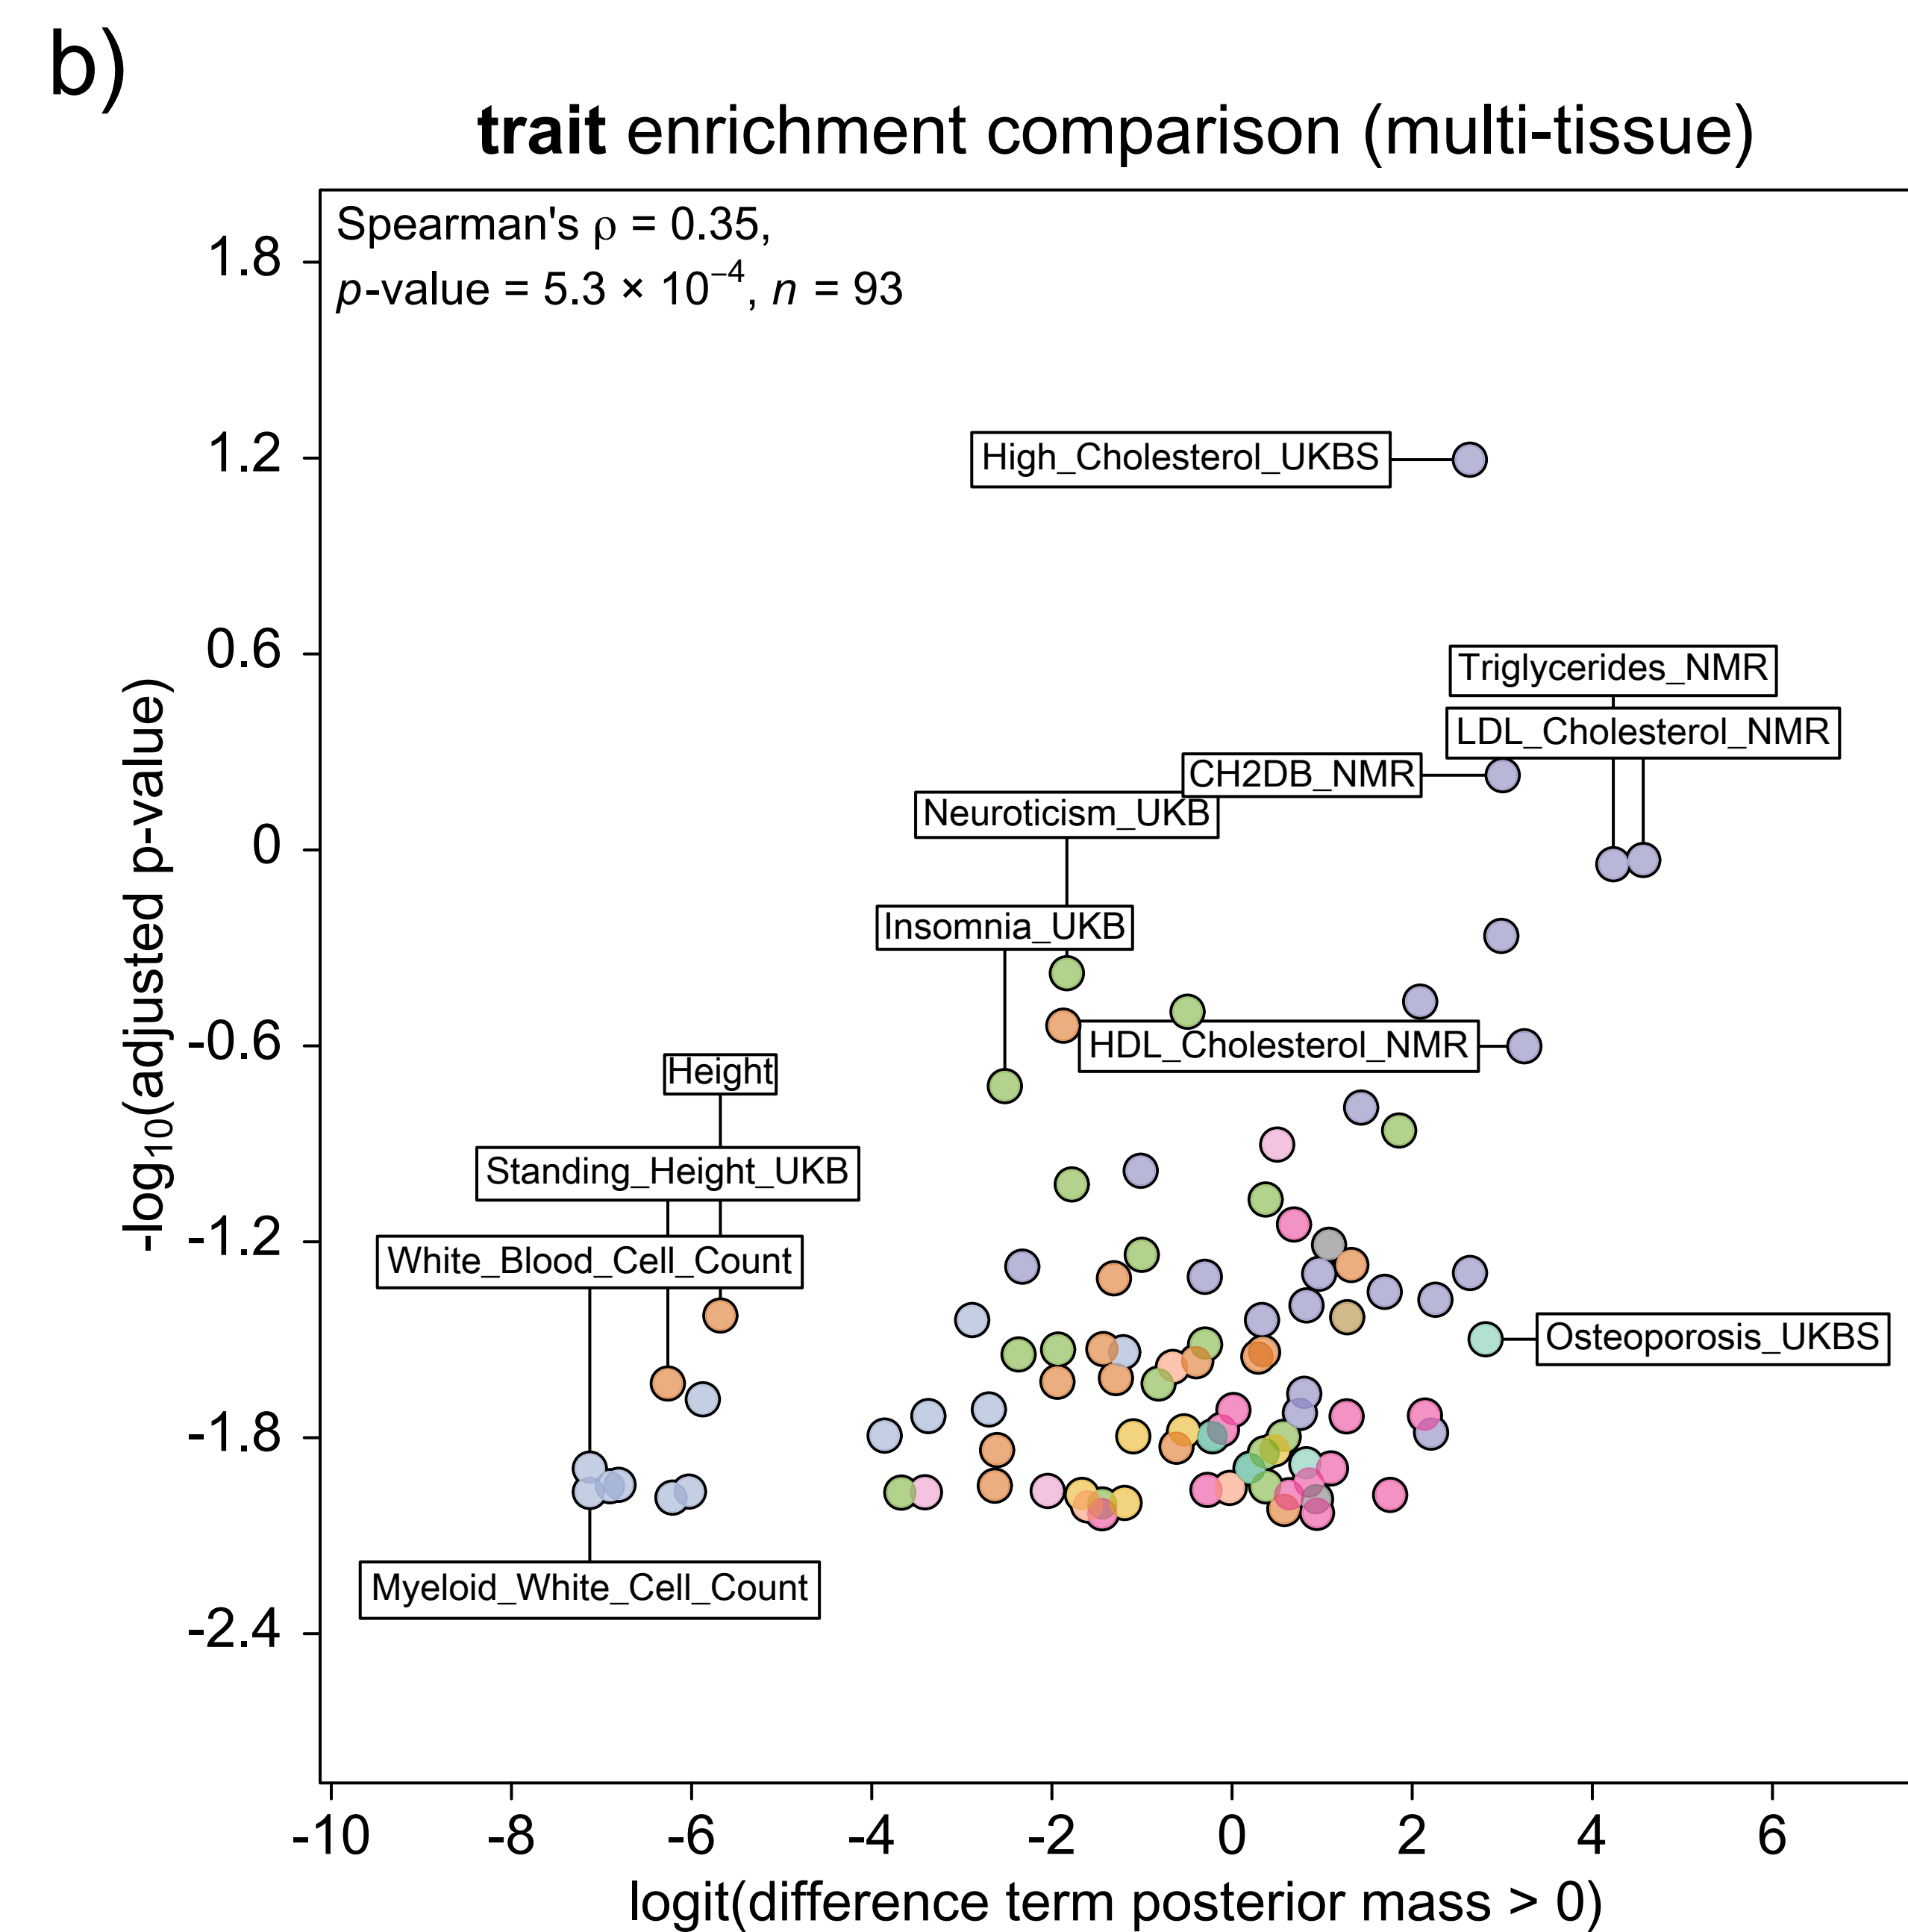 b)
trait enrichment comparison (multi-tissue)
Spearman's ρ = 0.35,
p-value = 5.3 × 10⁻⁴, n = 93
1.8
1.2
0.6
0
-0.6
-1.2
-1.8
-2.4
-log₁₀(adjusted p-value)
High_Cholesterol_UKBS
Triglycerides_NMR
LDL_Cholesterol_NMR
CH2DB_NMR
Neuroticism_UKB
Insomnia_UKB
HDL_Cholesterol_NMR
Height
Standing_Height_UKB
White_Blood_Cell_Count
Osteoporosis_UKBS
Myeloid_White_Cell_Count
-10 -8 -6 -4 -2 0 2 4 6
logit(difference term posterior mass > 0)